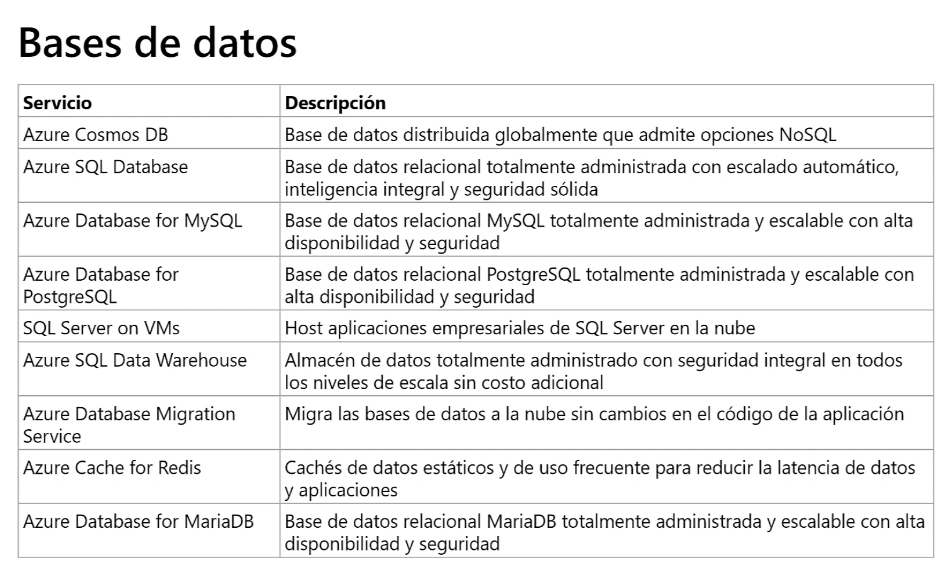 Bases de datos
Servicio Descripción
Azure Cosmos DB Base de datos distribuida globalmente que admite opciones NoSQL
Azure SQL Database Base de datos relacional totalmente administrada con escalado automático,
inteligencia integral y seguridad sólida
Azure Database for MySQL Base de datos relacional MySQL totalmente administrada y escalable con alta
disponibilidad y seguridad
Azure Database for Base de datos relacional PostgreSQL totalmente administrada y escalable con
PostgreSQL alta disponibilidad y seguridad
SQL Server on VMs Host aplicaciones empresariales de SQL Server en la nube
Azure SQL Data Warehouse Almacén de datos totalmente administrado con seguridad integral en todos
los niveles de escala sin costo adicional
Azure Database Migration Migra las bases de datos a la nube sin cambios en el código de la aplicación
Service
Azure Cache for Redis Cachés de datos estáticos y de uso frecuente para reducir la latencia de datos
y aplicaciones
Azure Database for MariaDB Base de datos relacional MariaDB totalmente administrada y escalable con alta
disponibilidad y seguridad